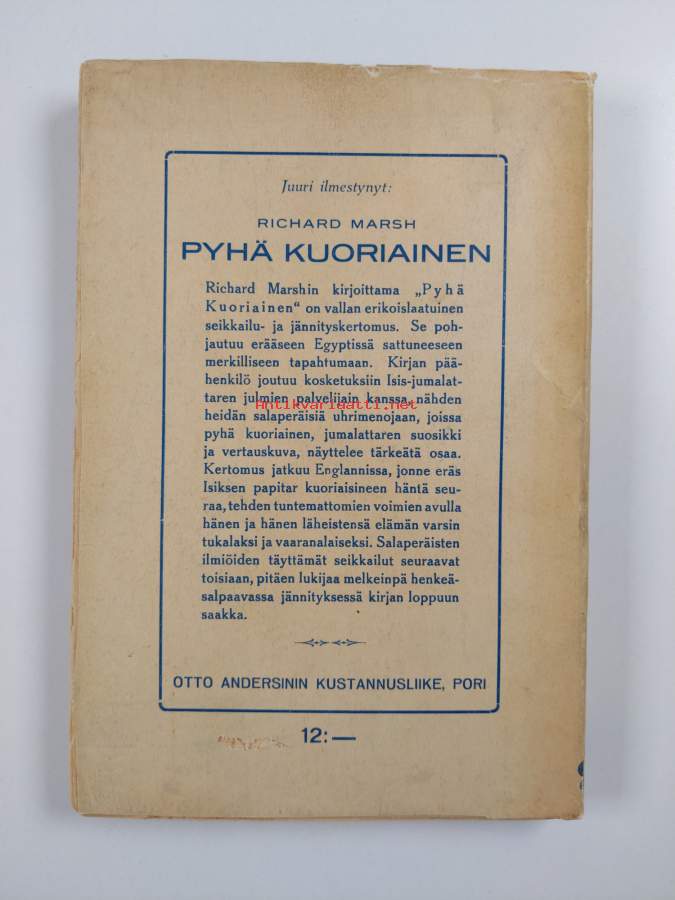 Juuri ilmestynyt:
RICHARD MARSH
PYHÄ KUORIAINEN
Richard Marshin kirjoittama „Pyhä
Kuoriainen“ on vallan erikoislaatuinen
seikkailu- ja jännityskertomus. Se poh-
jautuu erääseen Egyptissä sattuneeseen
merkilliseen tapahtumaan. Kirjan pää-
henkilö joutuu kosketuksiin Isis-jumalat-
taren julmien palvelijain kanssa, nähden
Antikvariaatti.net
heidän salaperäisiä uhrimenojaan, joissa
pyhä kuoriainen, jumalattaren suosikki
ja vertauskuva, näyttelee tärkeätä osaa.
Kertomus jatkuu Englannissa, jonne eräs
Isiksen papitar kuoriaisineen häntä seu-
raa, tehden tuntemattomien voimien avulla
hänen ja hänen läheistensä elämän varsin
tukalaksi ja vaaranalaiseksi. Salaperäisten
ilmiöiden täyttämät seikkailut seuraavat
toisiaan, pitäen lukijaa melkeinpä henkeä-
salpaavassa jännityksessä kirjan loppuun
saakka.
OTTO ANDERSININ KUSTANNUSLIIKE, PORI
12:—